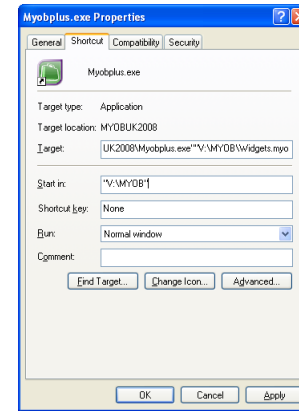 Myobplus.exe Properties
General Shortcut Compatibility Security
Myobplus.exe
Target type: Application
Target location: MYOBUK2008
Target: UK2008\Myobplus.exe""V:\MYOB\Widgets.myo
Start in: "V:\MYOB"
Shortcut key: None
Run: Normal window
Comment:
Find Target... Change Icon... Advanced...
OK Cancel Apply